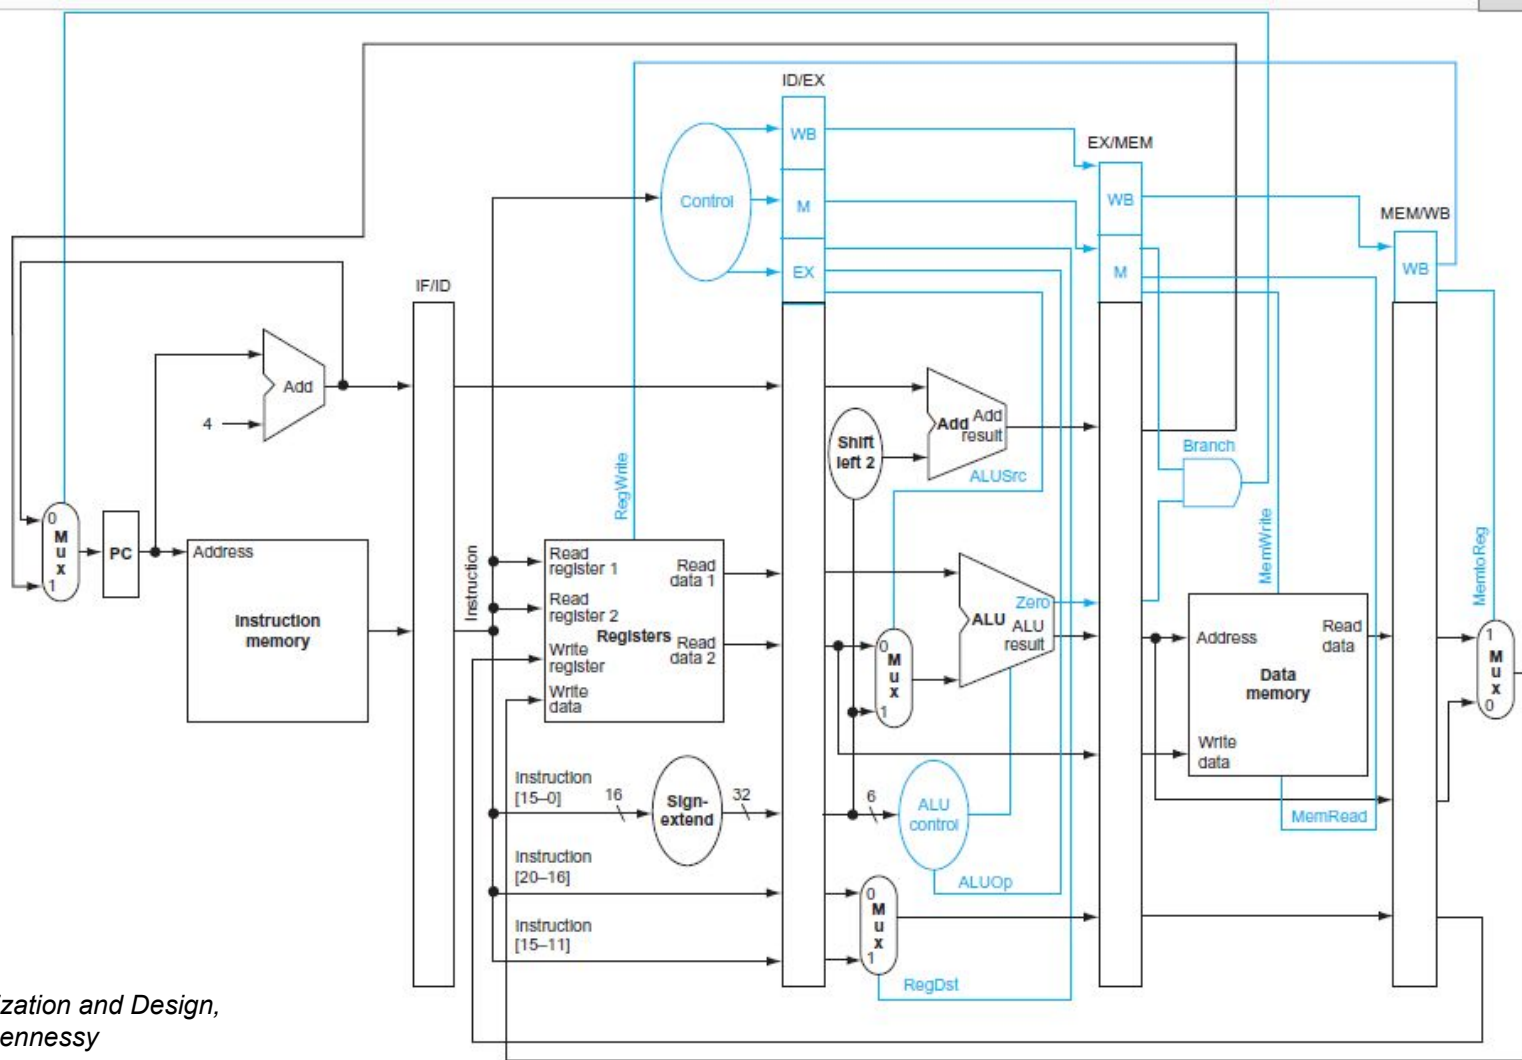 ID/EX
WB
EX/MEM
Control
M
WB
MEM/WB
EX
M
WB
IF/ID
Add
4
Add
Add
result
Shift
left 2
Branch
ALUSrc
RegWrite
MemWrite
MemtoReg
0
Mux
1
PC
Address
Instruction
memory
Instruction
Read
register 1
Read
register 2
Write
register
Write
data
Registers
Read
data 1
Read
data 2
0
Mux
1
Zero
ALU
ALU
result
Address
Read
data
Data
memory
Write
data
1
Mux
0
MemRead
Instruction
[15–0]
16
Sign-
extend
32
6
ALU
control
ALUOp
Instruction
[20–16]
Instruction
[15–11]
0
Mux
1
RegDst
zation and Design,
ennessy